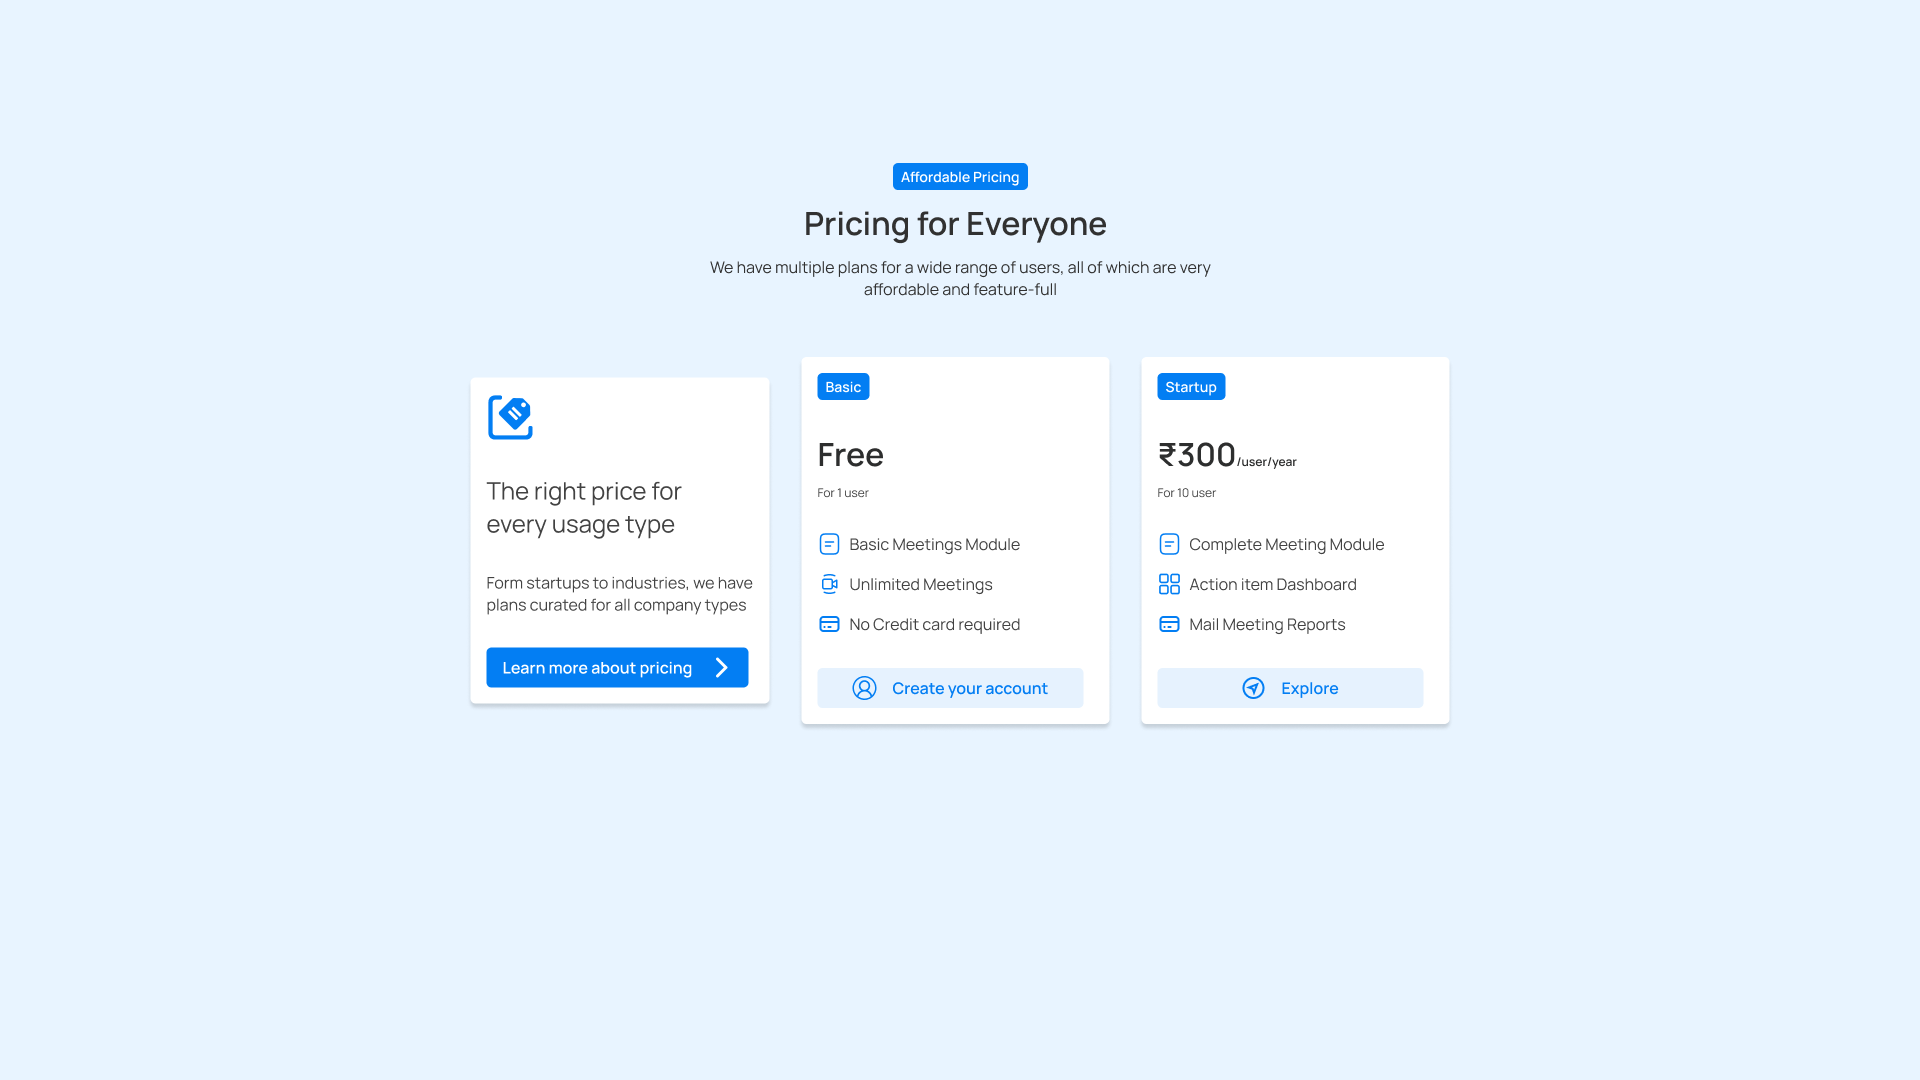 Affordable Pricing
Pricing for Everyone
We have multiple plans for a wide range of users, all of which are very
affordable and feature-full
The right price for
every usage type
Form startups to industries, we have
plans curated for all company types
Learn more about pricing
Basic
Free
For 1 user
Basic Meetings Module
Unlimited Meetings
No Credit card required
Create your account
Startup
₹300/user/year
For 10 user
Complete Meeting Module
Action item Dashboard
Mail Meeting Reports
Explore